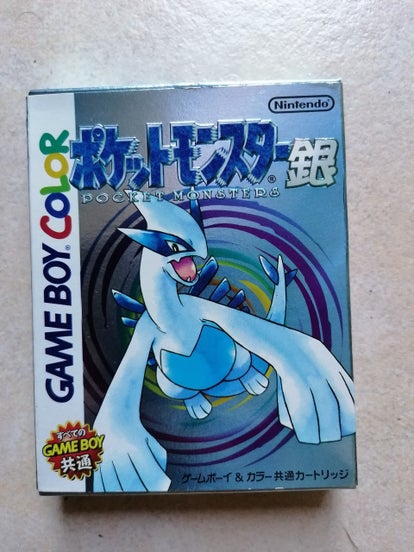 Nintendo
GAME BOY COLOR
ポケットモンスター銀
POCKET MONSTERS
すべての
GAME BOY
共通
ゲームボーイ & カラー 共通カートリッジ